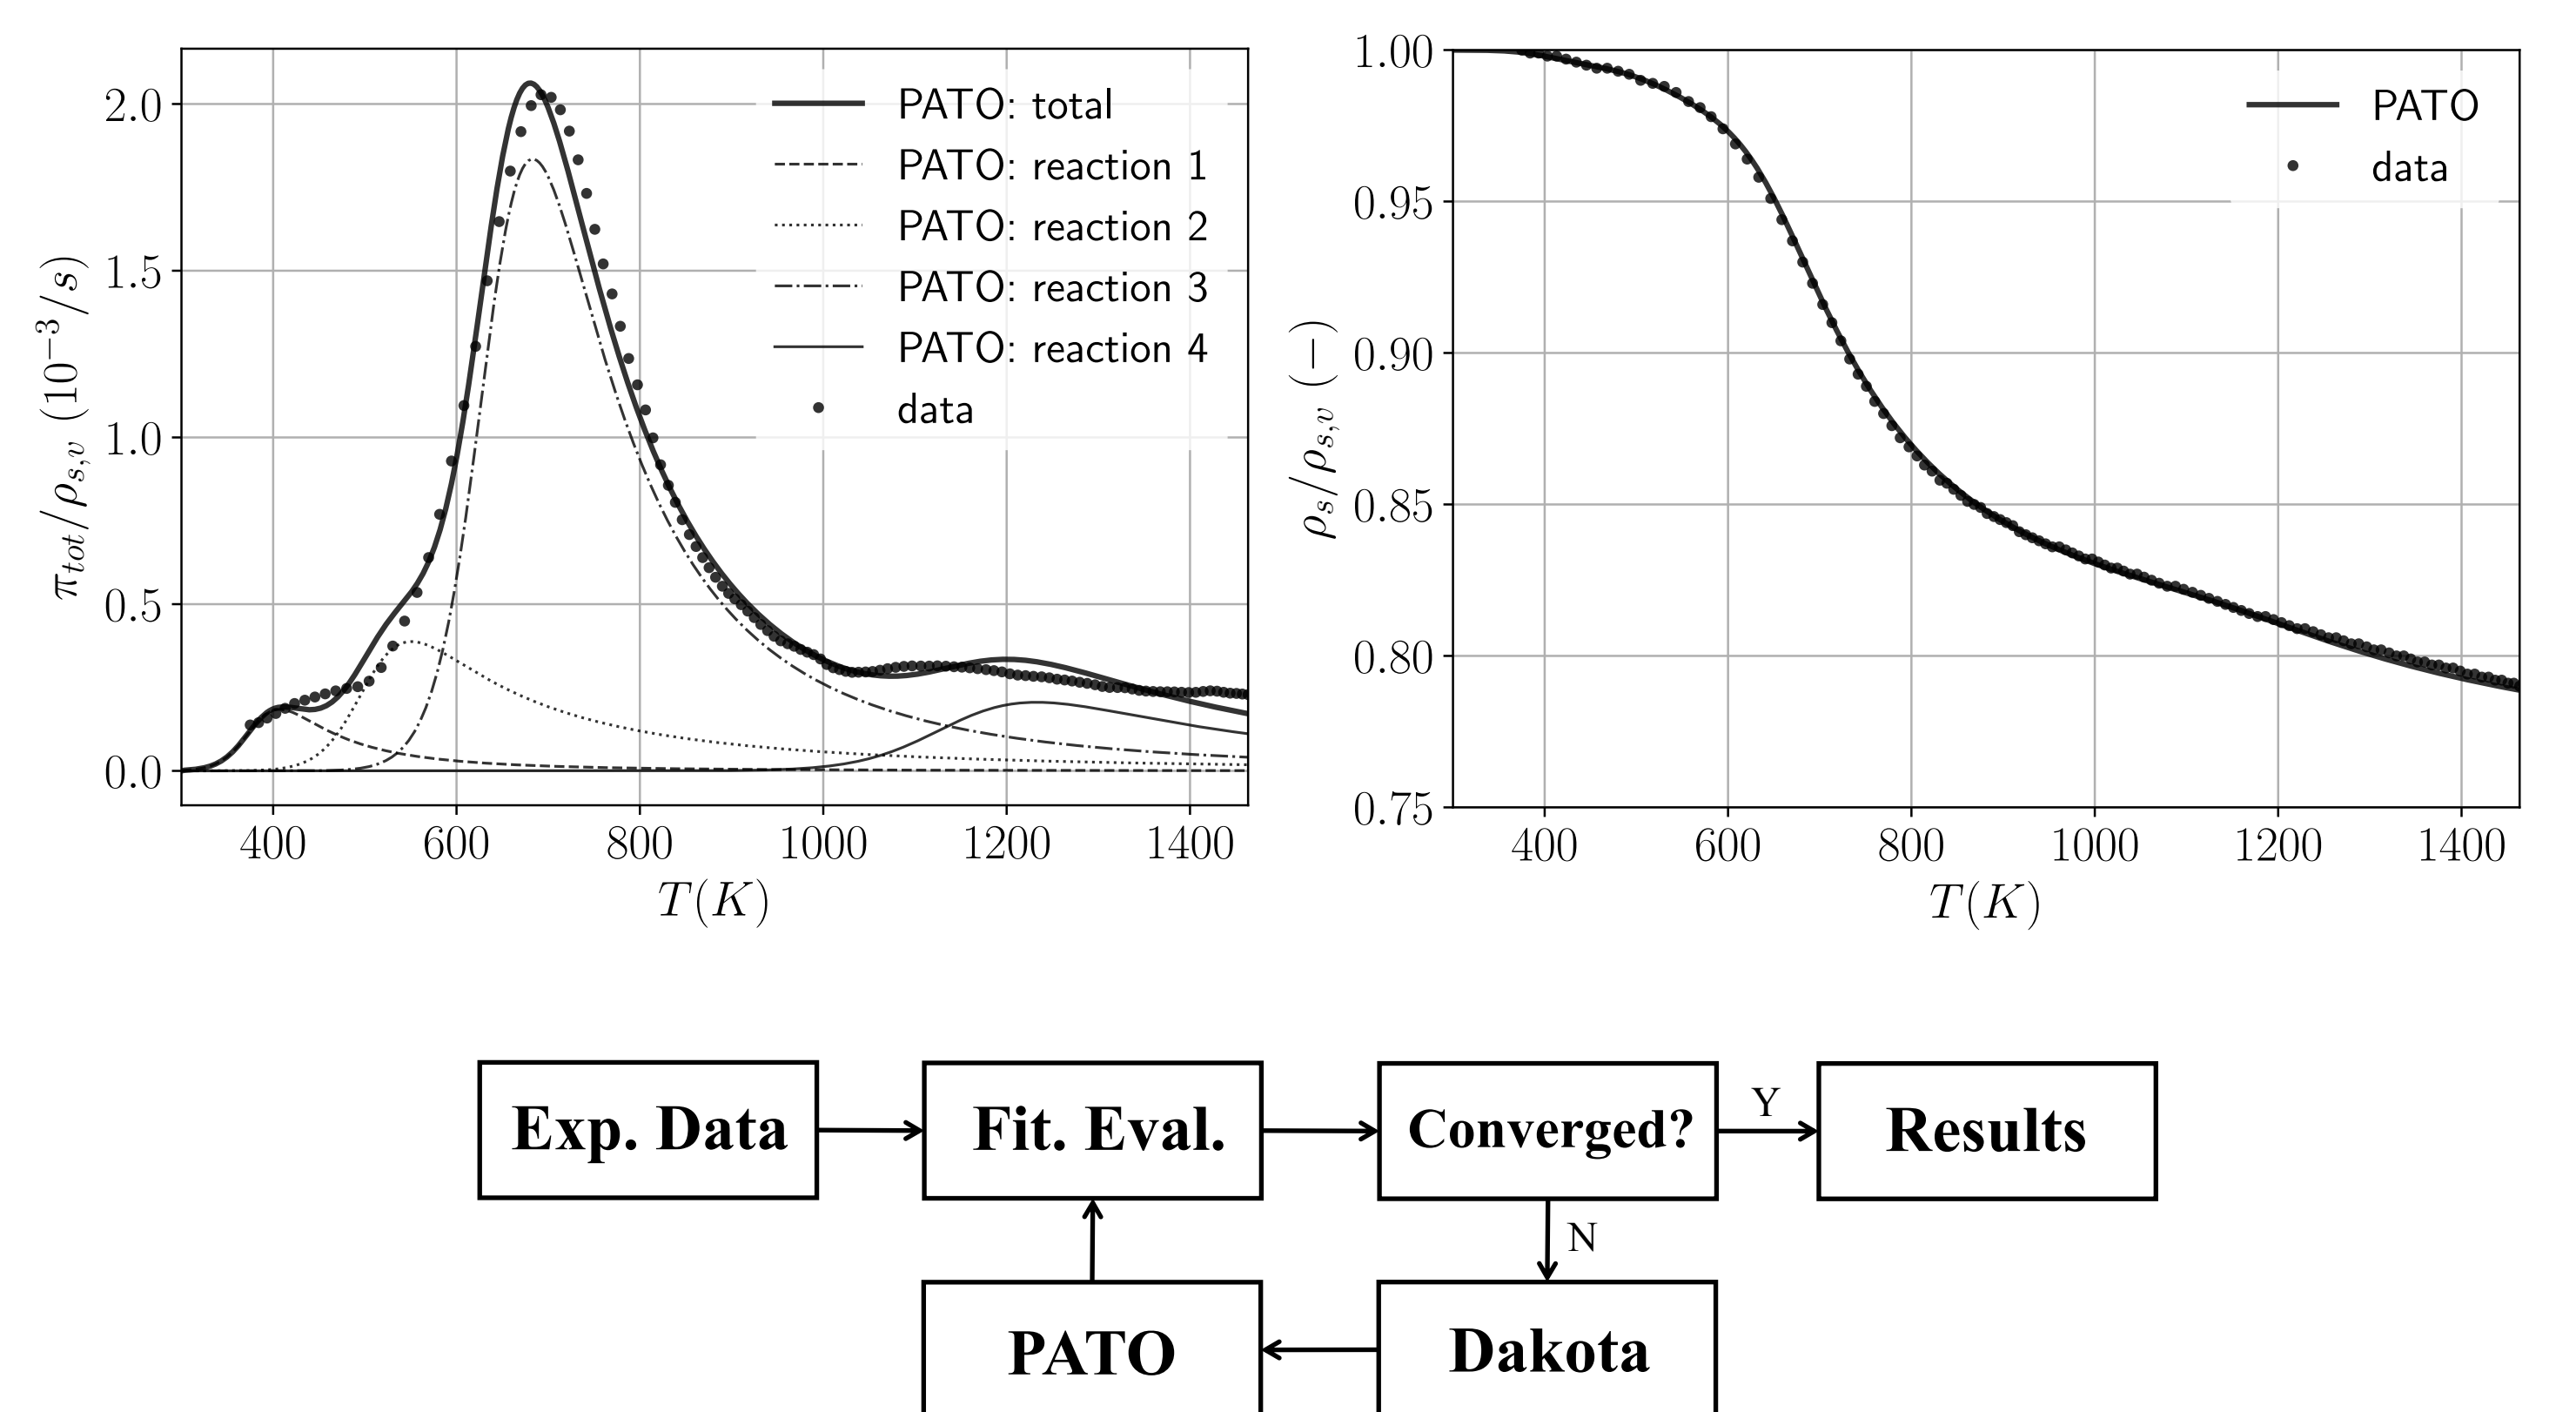 π_tot/ρ_s,v (10^−3/s)
2.0
1.5
1.0
0.5
0.0
400 600 800 1000 1200 1400
T(K)
PATO: total
PATO: reaction 1
PATO: reaction 2
PATO: reaction 3
PATO: reaction 4
data
ρ_s/ρ_s,v (−)
1.00
0.95
0.90
0.85
0.80
0.75
400 600 800 1000 1200 1400
T(K)
PATO
data
Exp. Data
Fit. Eval.
Converged?
Y
Results
N
PATO
Dakota